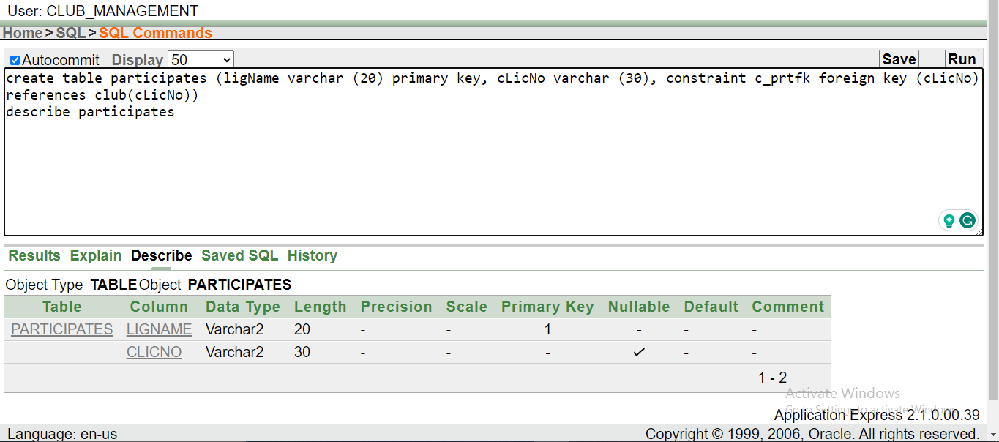 User: CLUB_MANAGEMENT
Home > SQL > SQL Commands
Autocommit Display 50 Save Run
create table participates (ligName varchar (20) primary key, cLicNo varchar (30), constraint c_prtfk foreign key (cLicNo)
references club(cLicNo))
describe participates
Results Explain Describe Saved SQL History
Object Type TABLE Object PARTICIPATES
Table Column Data Type Length Precision Scale Primary Key Nullable Default Comment
PARTICIPATES LIGNAME Varchar2 20 - - 1 - - -
CLICNO Varchar2 30 - - - ✓ - -
1 - 2
Activate Windows
Go to Settings to activate Windows.
Application Express 2.1.0.00.39
Language: en-us Copyright © 1999, 2006, Oracle. All rights reserved.